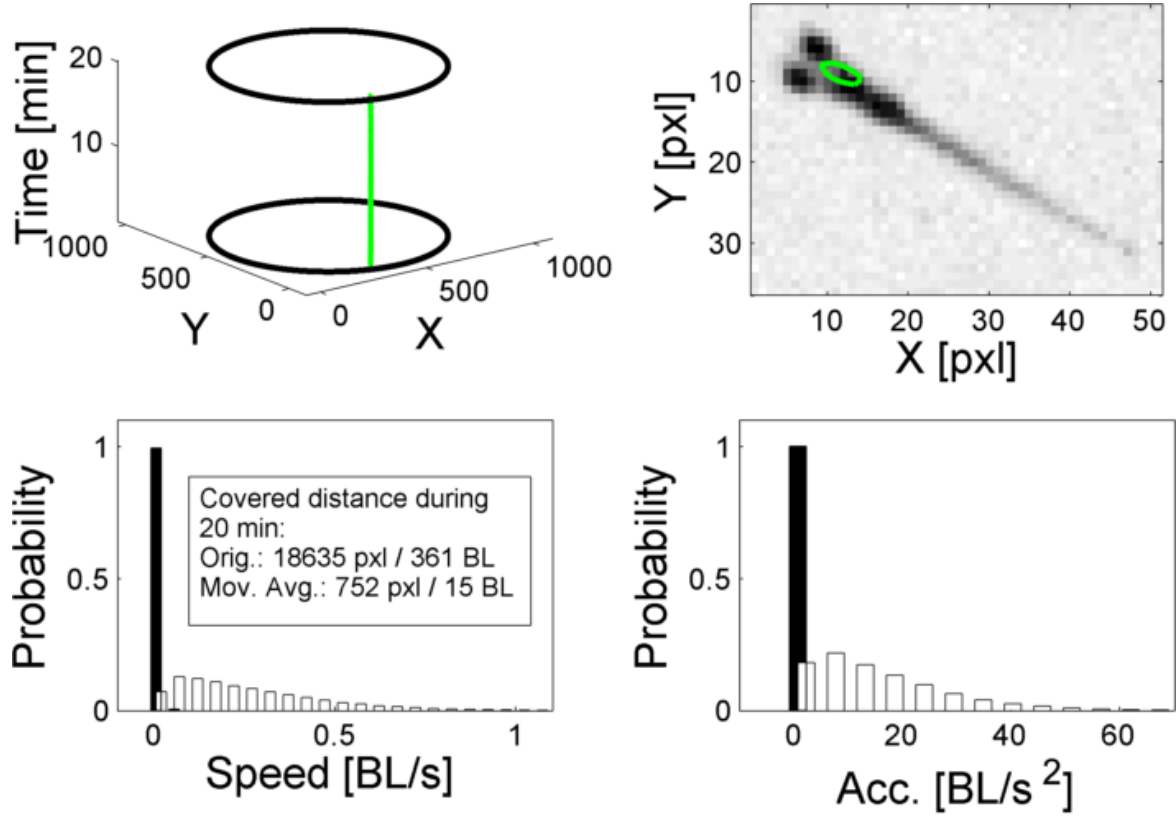 20
10
Time [min]
1000
500
0
Y
0
500
1000
X
10
20
30
Y [pxl]
10
20
30
40
50
X [pxl]
1
0.5
0
Probability
Covered distance during
20 min:
Orig.: 18635 pxl / 361 BL
Mov. Avg.: 752 pxl / 15 BL
0
0.5
1
Speed [BL/s]
1
0.5
0
Probability
0
20
40
60
Acc. [BL/s 2]